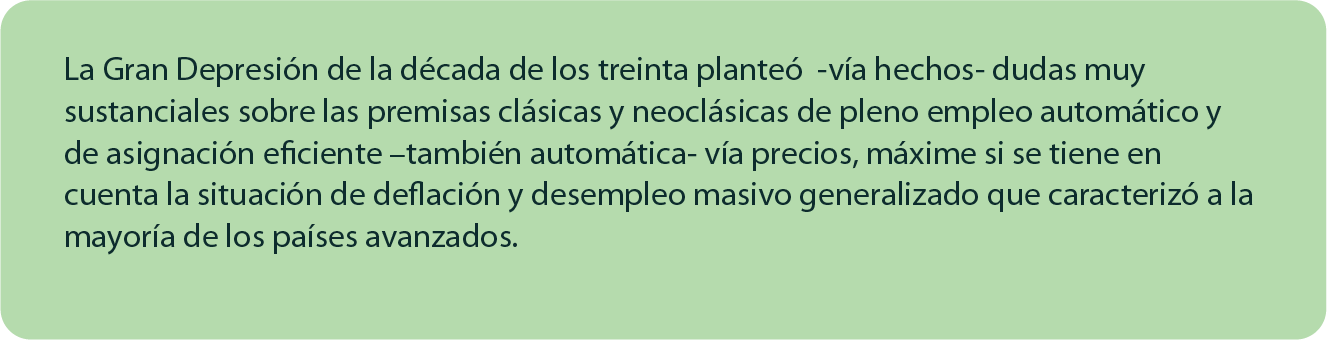 La Gran Depresión de la década de los treinta planteó  -vía hechos- dudas muy
sustanciales sobre las premisas clásicas y neoclásicas de pleno empleo automático y
de asignación eficiente –también automática- vía precios, máxime si se tiene en
cuenta la situación de deflación y desempleo masivo generalizado que caracterizó a la
mayoría de los países avanzados.